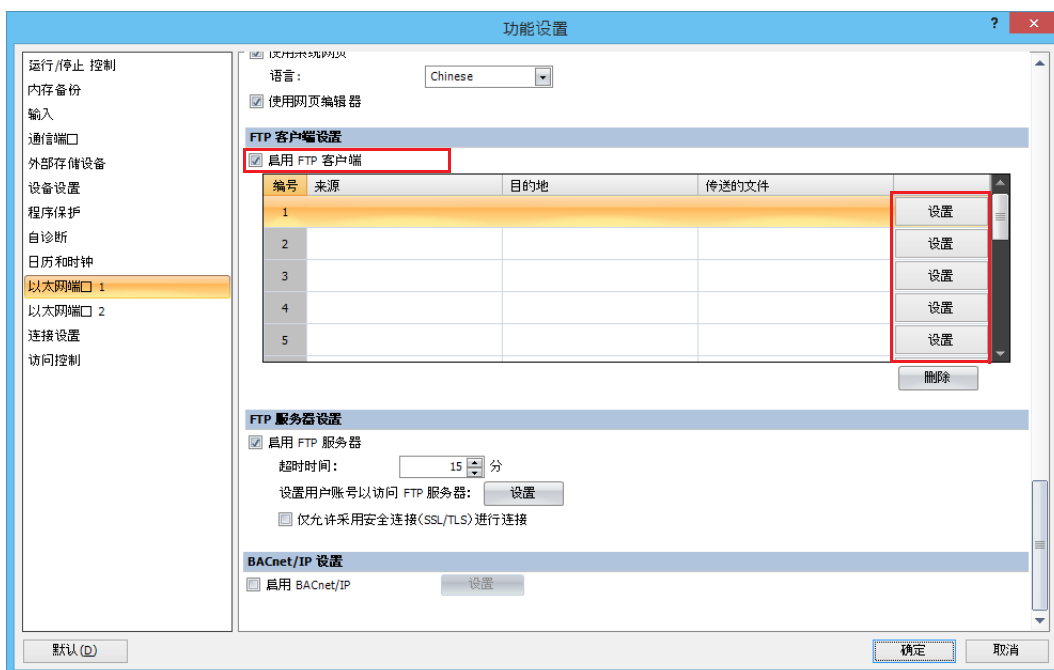 功能设置
?
×
运行/停止 控制
内存备份
输入
通信端口
外部存储设备
设备设置
程序保护
自诊断
日历和时钟
以太网端口 1
以太网端口 2
连接设置
访问控制
使用系统网页
语言: Chinese
使用网页编辑器
FTP 客户端设置
启用 FTP 客户端
编号 来源 目的地 传送的文件
1 设置
2 设置
3 设置
4 设置
5 设置
删除
FTP 服务器设置
启用 FTP 服务器
超时时间: 15 分
设置用户账号以访问 FTP 服务器: 设置
仅允许采用安全连接(SSL/TLS)进行连接
BACnet/IP 设置
启用 BACnet/IP 设置
默认(D) 确定 取消